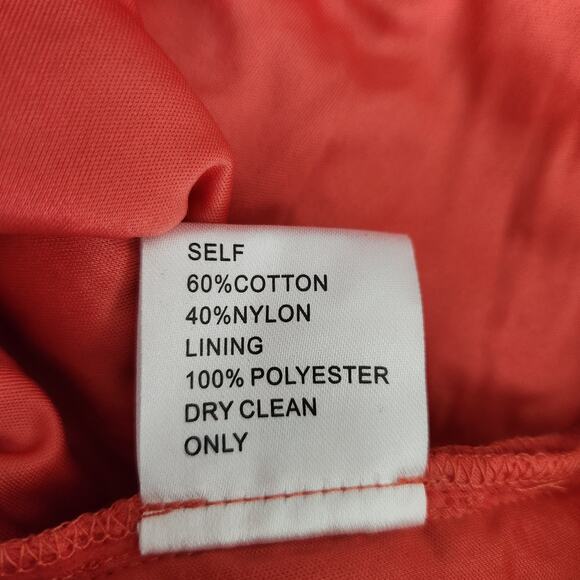 SELF
60%COTTON
40%NYLON
LINING
100% POLYESTER
DRY CLEAN
ONLY